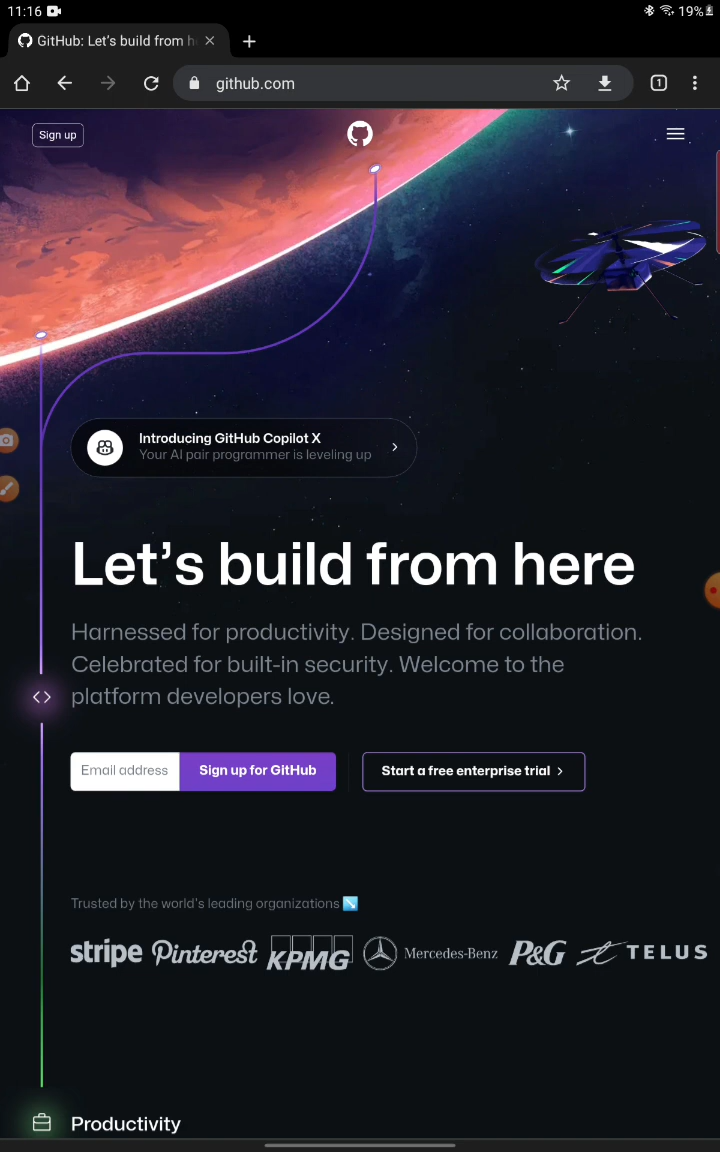 11:16
19%
GitHub: Let's build from h
github.com
1
Sign up
Introducing GitHub Copilot X
Your AI pair programmer is leveling up
Let's build from here
Harnessed for productivity. Designed for collaboration.
Celebrated for built-in security. Welcome to the
platform developers love.
Email address
Sign up for GitHub
Start a free enterprise trial
Trusted by the world's leading organizations
stripe
Pinterest
KPMG
Mercedes-Benz
P&G
TELUS
Productivity